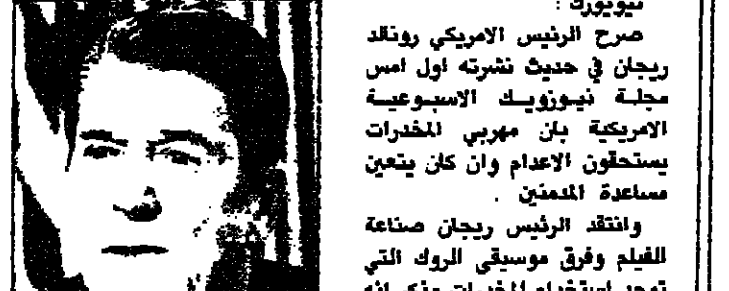 نيويورك :
صرح الرئيس الامريكي رونالد
ريجان في حديث نشرته اول امس
مجلة نيوزويك الاسبوعية
الامريكية بان مهربي المخدرات
يستحقون الاعدام وان كان يتعين
مساعدة المدمنين .
وانتقد الرئيس ريجان صناعة
الفيلم وفرق موسيقى الروك التي